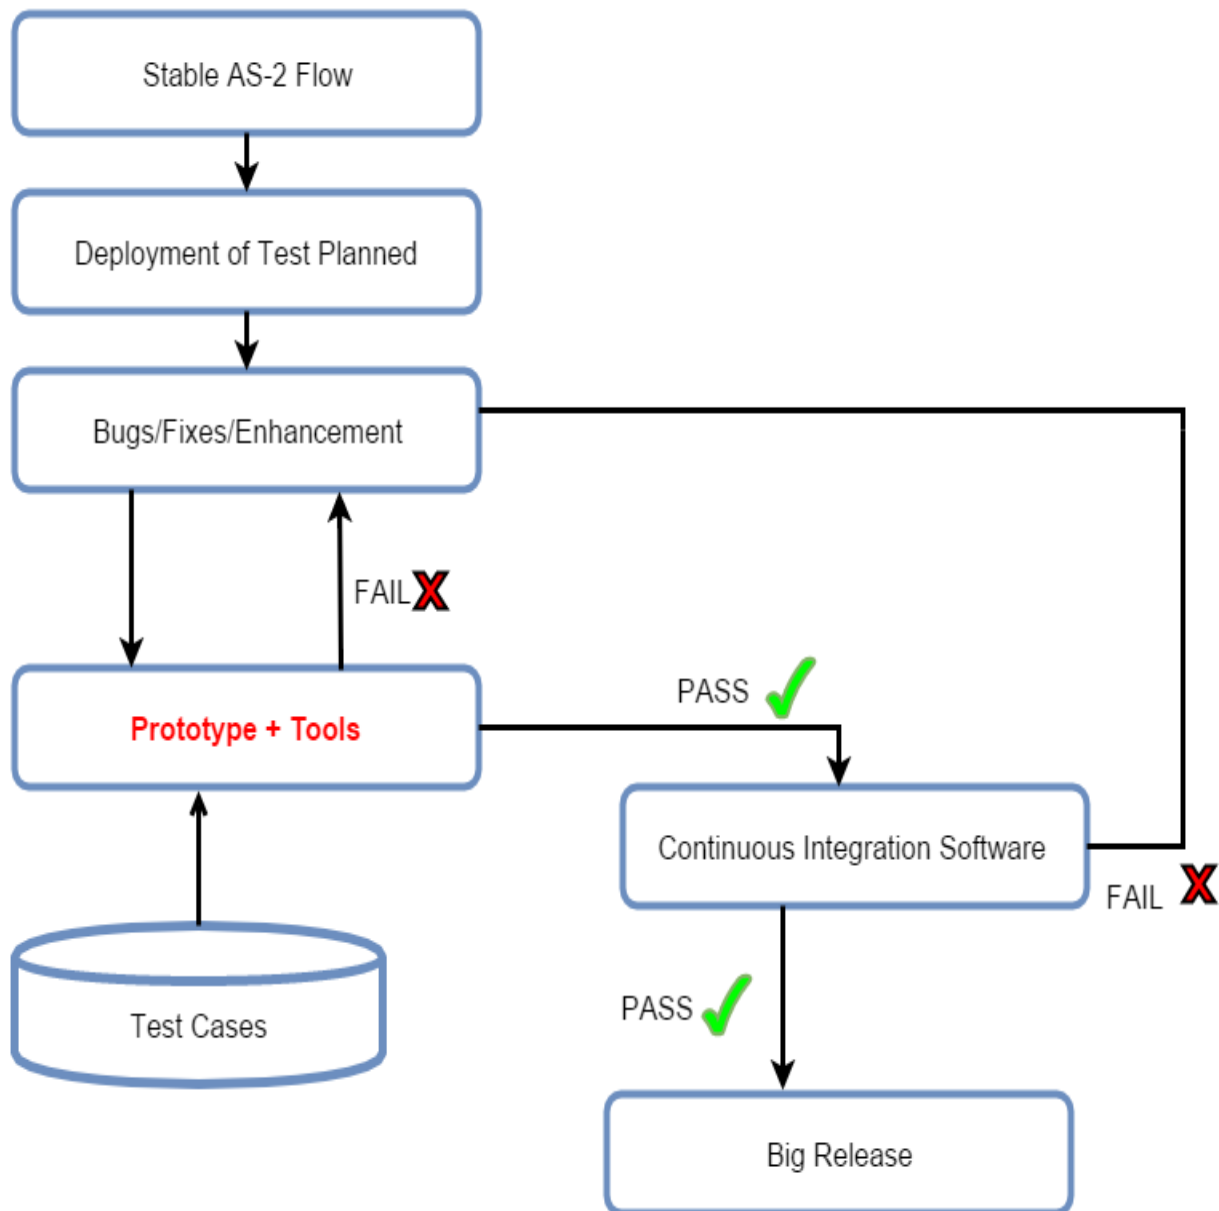 Stable AS-2 Flow
Deployment of Test Planned
Bugs/Fixes/Enhancement
FAIL X
PASS
Prototype + Tools
Continuous Integration Software
FAIL X
Test Cases
PASS
Big Release